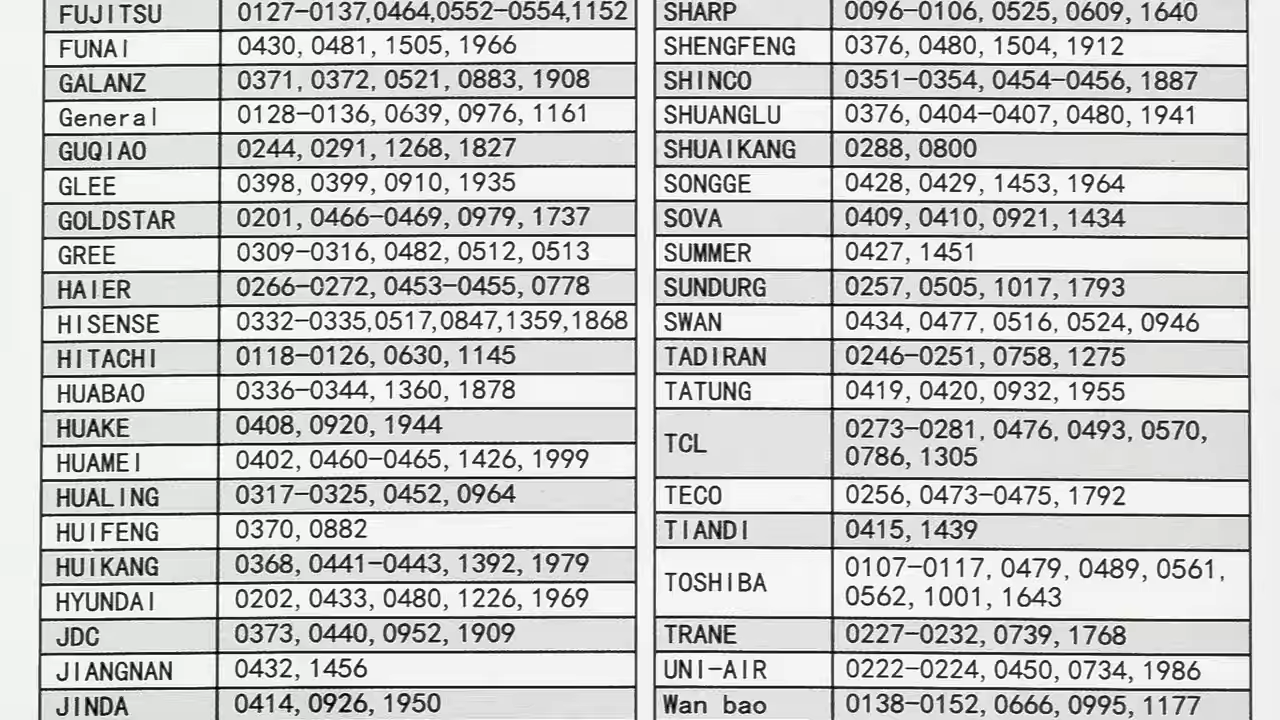 FUJITSU 0127-0137,0464,0552-0554,1152
FUNAI 0430, 0481, 1505, 1966
GALANZ 0371, 0372, 0521, 0883, 1908
General 0128-0136, 0639, 0976, 1161
GUQIAO 0244, 0291, 1268, 1827
GLEE 0398, 0399, 0910, 1935
GOLDSTAR 0201, 0466-0469, 0979, 1737
GREE 0309-0316, 0482, 0512, 0513
HAIER 0266-0272, 0453-0455, 0778
HISENSE 0332-0335,0517,0847,1359,1868
HITACHI 0118-0126, 0630, 1145
HUABAO 0336-0344, 1360, 1878
HUAKE 0408, 0920, 1944
HUAMEI 0402, 0460-0465, 1426, 1999
HUALING 0317-0325, 0452, 0964
HUIFENG 0370, 0882
HUIKANG 0368, 0441-0443, 1392, 1979
HYUNDAI 0202, 0433, 0480, 1226, 1969
JDC 0373, 0440, 0952, 1909
JIANGNAN 0432, 1456
JINDA 0414, 0926, 1950
SHARP 0096-0106, 0525, 0609, 1640
SHENGFENG 0376, 0480, 1504, 1912
SHINCO 0351-0354, 0454-0456, 1887
SHUANGLU 0376, 0404-0407, 0480, 1941
SHUAIKANG 0288, 0800
SONGGE 0428, 0429, 1453, 1964
SOVA 0409, 0410, 0921, 1434
SUMMER 0427, 1451
SUNDURG 0257, 0505, 1017, 1793
SWAN 0434, 0477, 0516, 0524, 0946
TADIRAN 0246-0251, 0758, 1275
TATUNG 0419, 0420, 0932, 1955
TCL 0273-0281, 0476, 0493, 0570,
0786, 1305
TECO 0256, 0473-0475, 1792
TIANDI 0415, 1439
TOSHIBA 0107-0117, 0479, 0489, 0561,
0562, 1001, 1643
TRANE 0227-0232, 0739, 1768
UNI-AIR 0222-0224, 0450, 0734, 1986
Wan bao 0138-0152, 0666, 0995, 1177